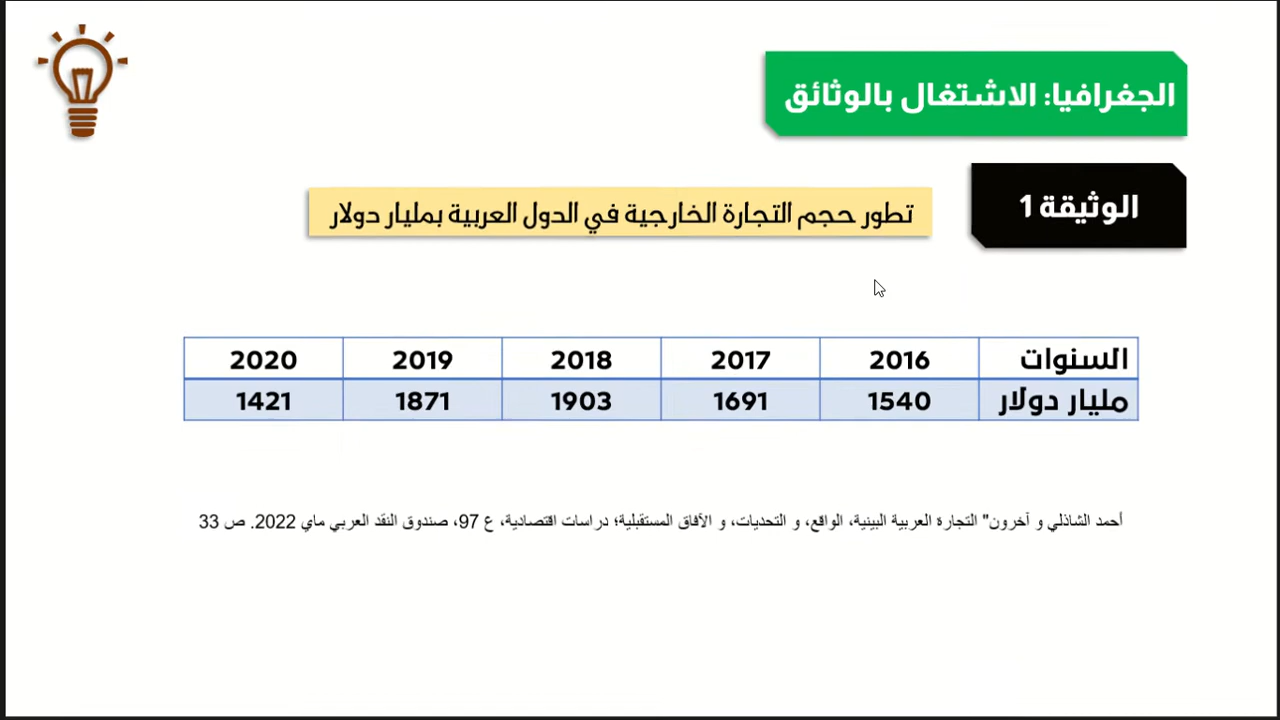 الجغرافيا: الاشتغال بالوثائق
الوثيقة 1
تطور حجم التجارة الخارجية في الدول العربية بمليار دولار
السنوات 2016 2017 2018 2019 2020
مليار دولار 1540 1691 1903 1871 1421
أحمد الشاذلي و آخرون" التجارة العربية البينية، الواقع، و التحديات، و الآفاق المستقبلية؛ دراسات اقتصادية، ع 97، صندوق النقد العربي ماي 2022. ص 33